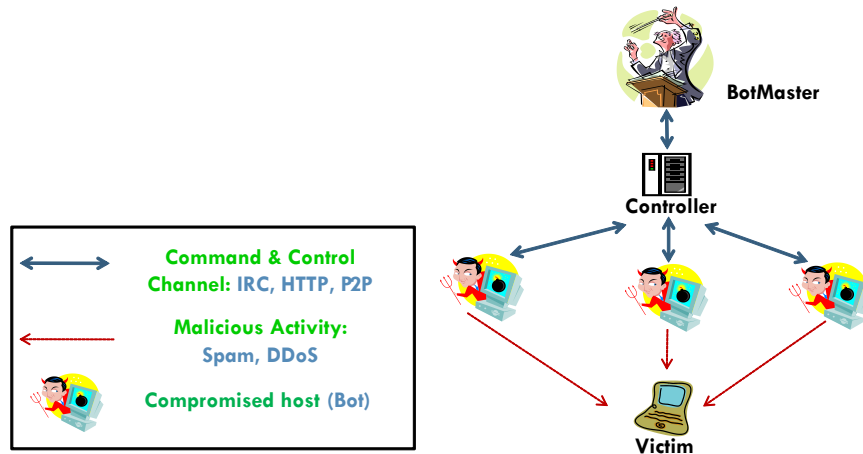 BotMaster
Controller
Command & Control
Channel: IRC, HTTP, P2P
Malicious Activity:
Spam, DDoS
Compromised host (Bot)
Victim